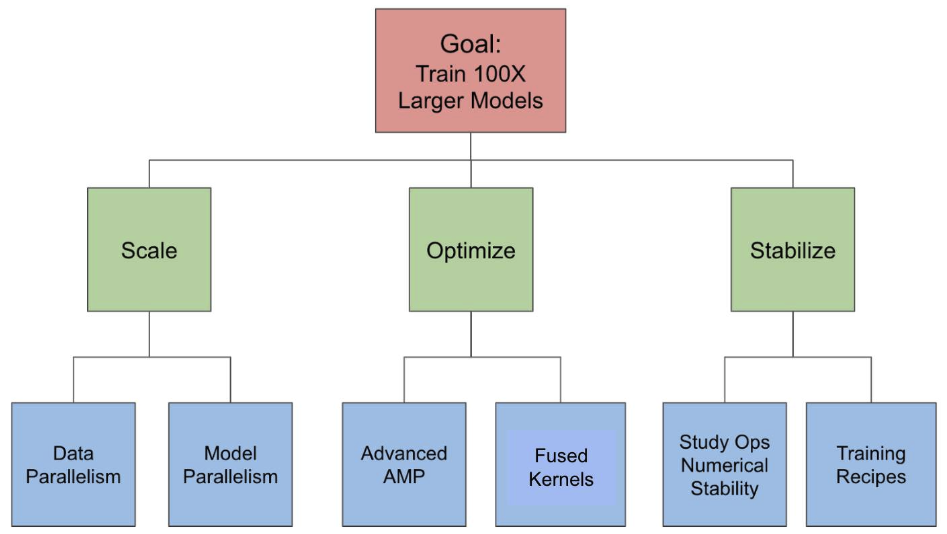 Goal:
Train 100X
Larger Models
Scale
Optimize
Stabilize
Data
Parallelism
Model
Parallelism
Advanced
AMP
Fused
Kernels
Study Ops
Numerical
Stability
Training
Recipes